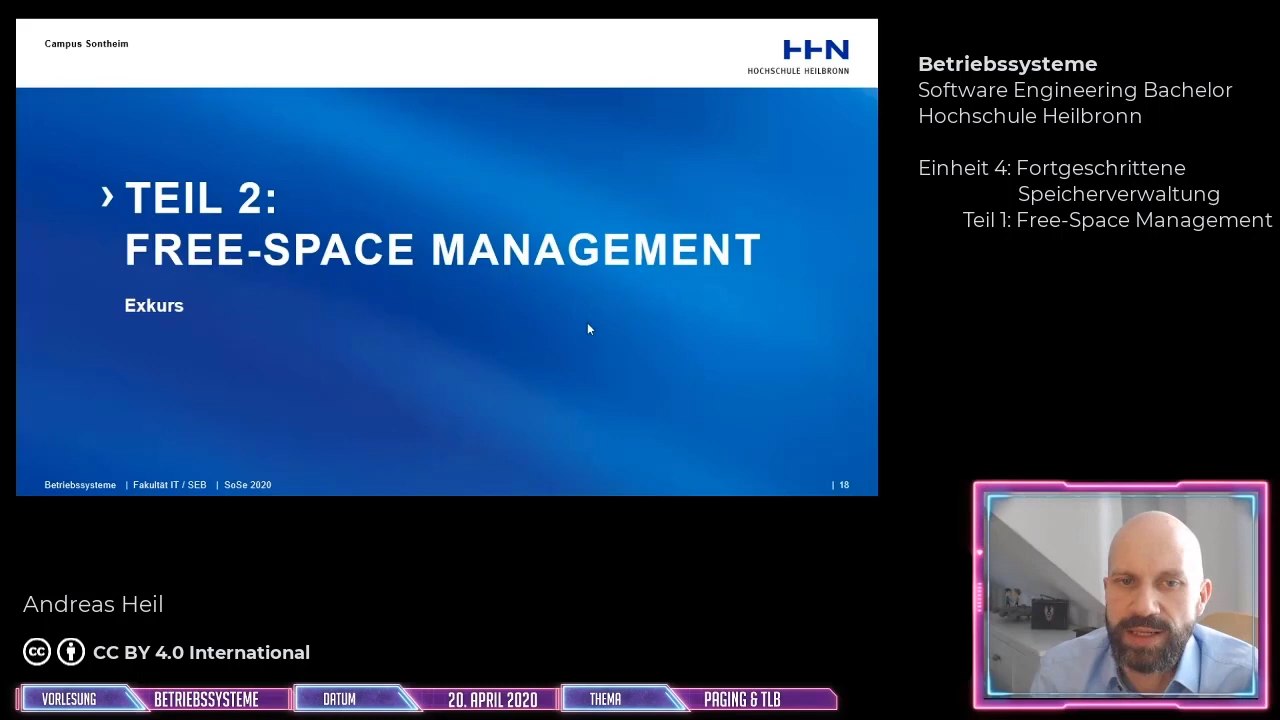 Campus Sontheim
HHN
HOCHSCHULE HEILBRONN
› TEIL 2:
FREE-SPACE MANAGEMENT
Exkurs
Betriebssysteme | Fakultät IT / SEB | SoSe 2020 | 18
Betriebssysteme
Software Engineering Bachelor
Hochschule Heilbronn
Einheit 4: Fortgeschrittene
Speicherverwaltung
Teil 1: Free-Space Management
Andreas Heil
cc CC BY 4.0 International
VORLESUNG BETRIEBSSYSTEME DATUM 20. APRIL 2020 THEMA PAGING & TLB